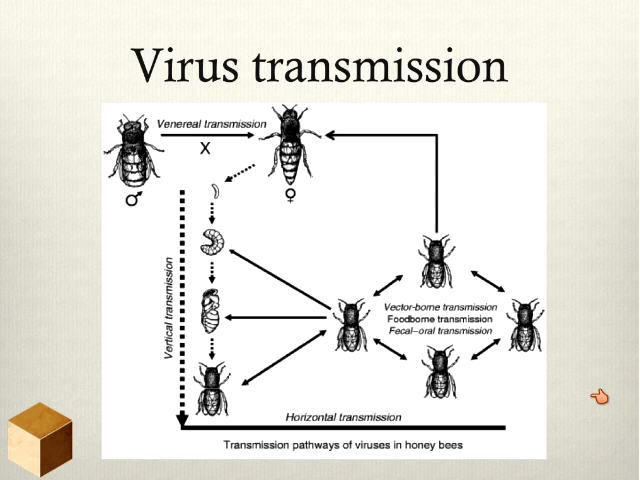 Virus transmission
Venereal transmission
X
♂
♀
Vertical transmission
Vector-borne transmission
Foodborne transmission
Fecal–oral transmission
Horizontal transmission
Transmission pathways of viruses in honey bees